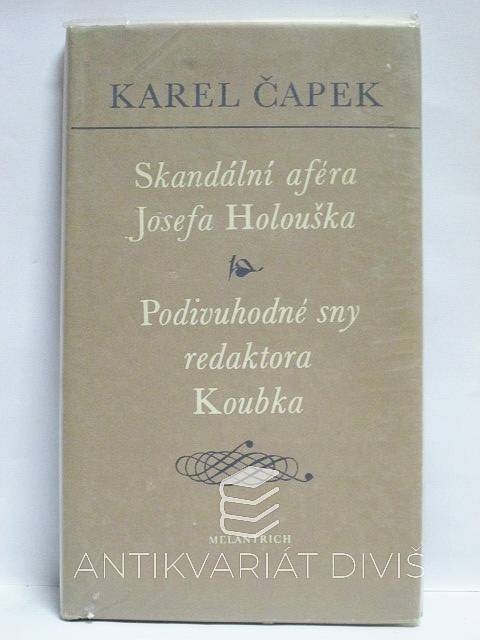 KAREL ČAPEK
Skandální aféra
Josefa Holouška
Podivuhodné sny
redaktora
Koubka
MELANTRICH
ANTIKVARIÁT DIVIŠ